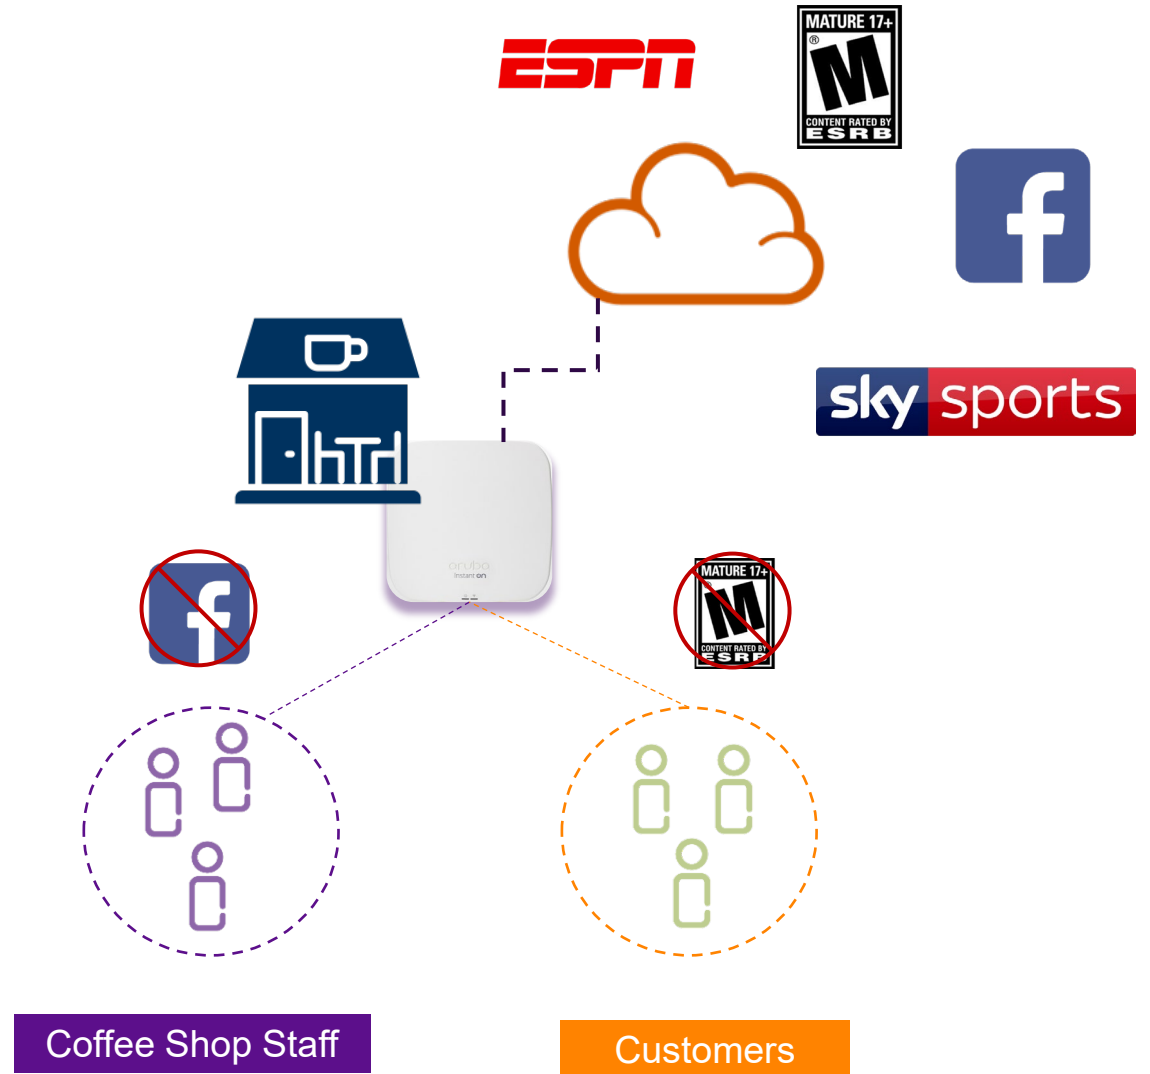 ESPN
MATURE 17+
M
CONTENT RATED BY
ESRB
f
sky sports
aruba
instant on
f
MATURE 17+
M
CONTENT RATED BY
ESRB
Coffee Shop Staff
Customers